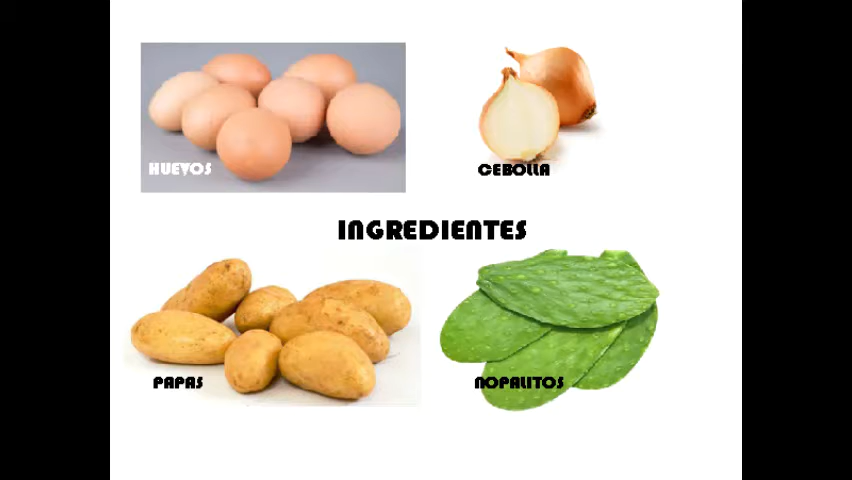 HUEVOS
CEBOLLA
INGREDIENTES
PAPAS
NOPALITOS